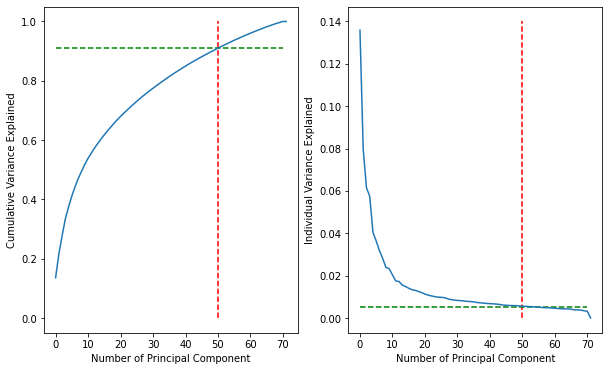 1.0
0.8
0.6
0.4
0.2
0.0
Cumulative Variance Explained
0 10 20 30 40 50 60 70
Number of Principal Component
0.14
0.12
0.10
0.08
0.06
0.04
0.02
0.00
Individual Variance Explained
0 10 20 30 40 50 60 70
Number of Principal Component